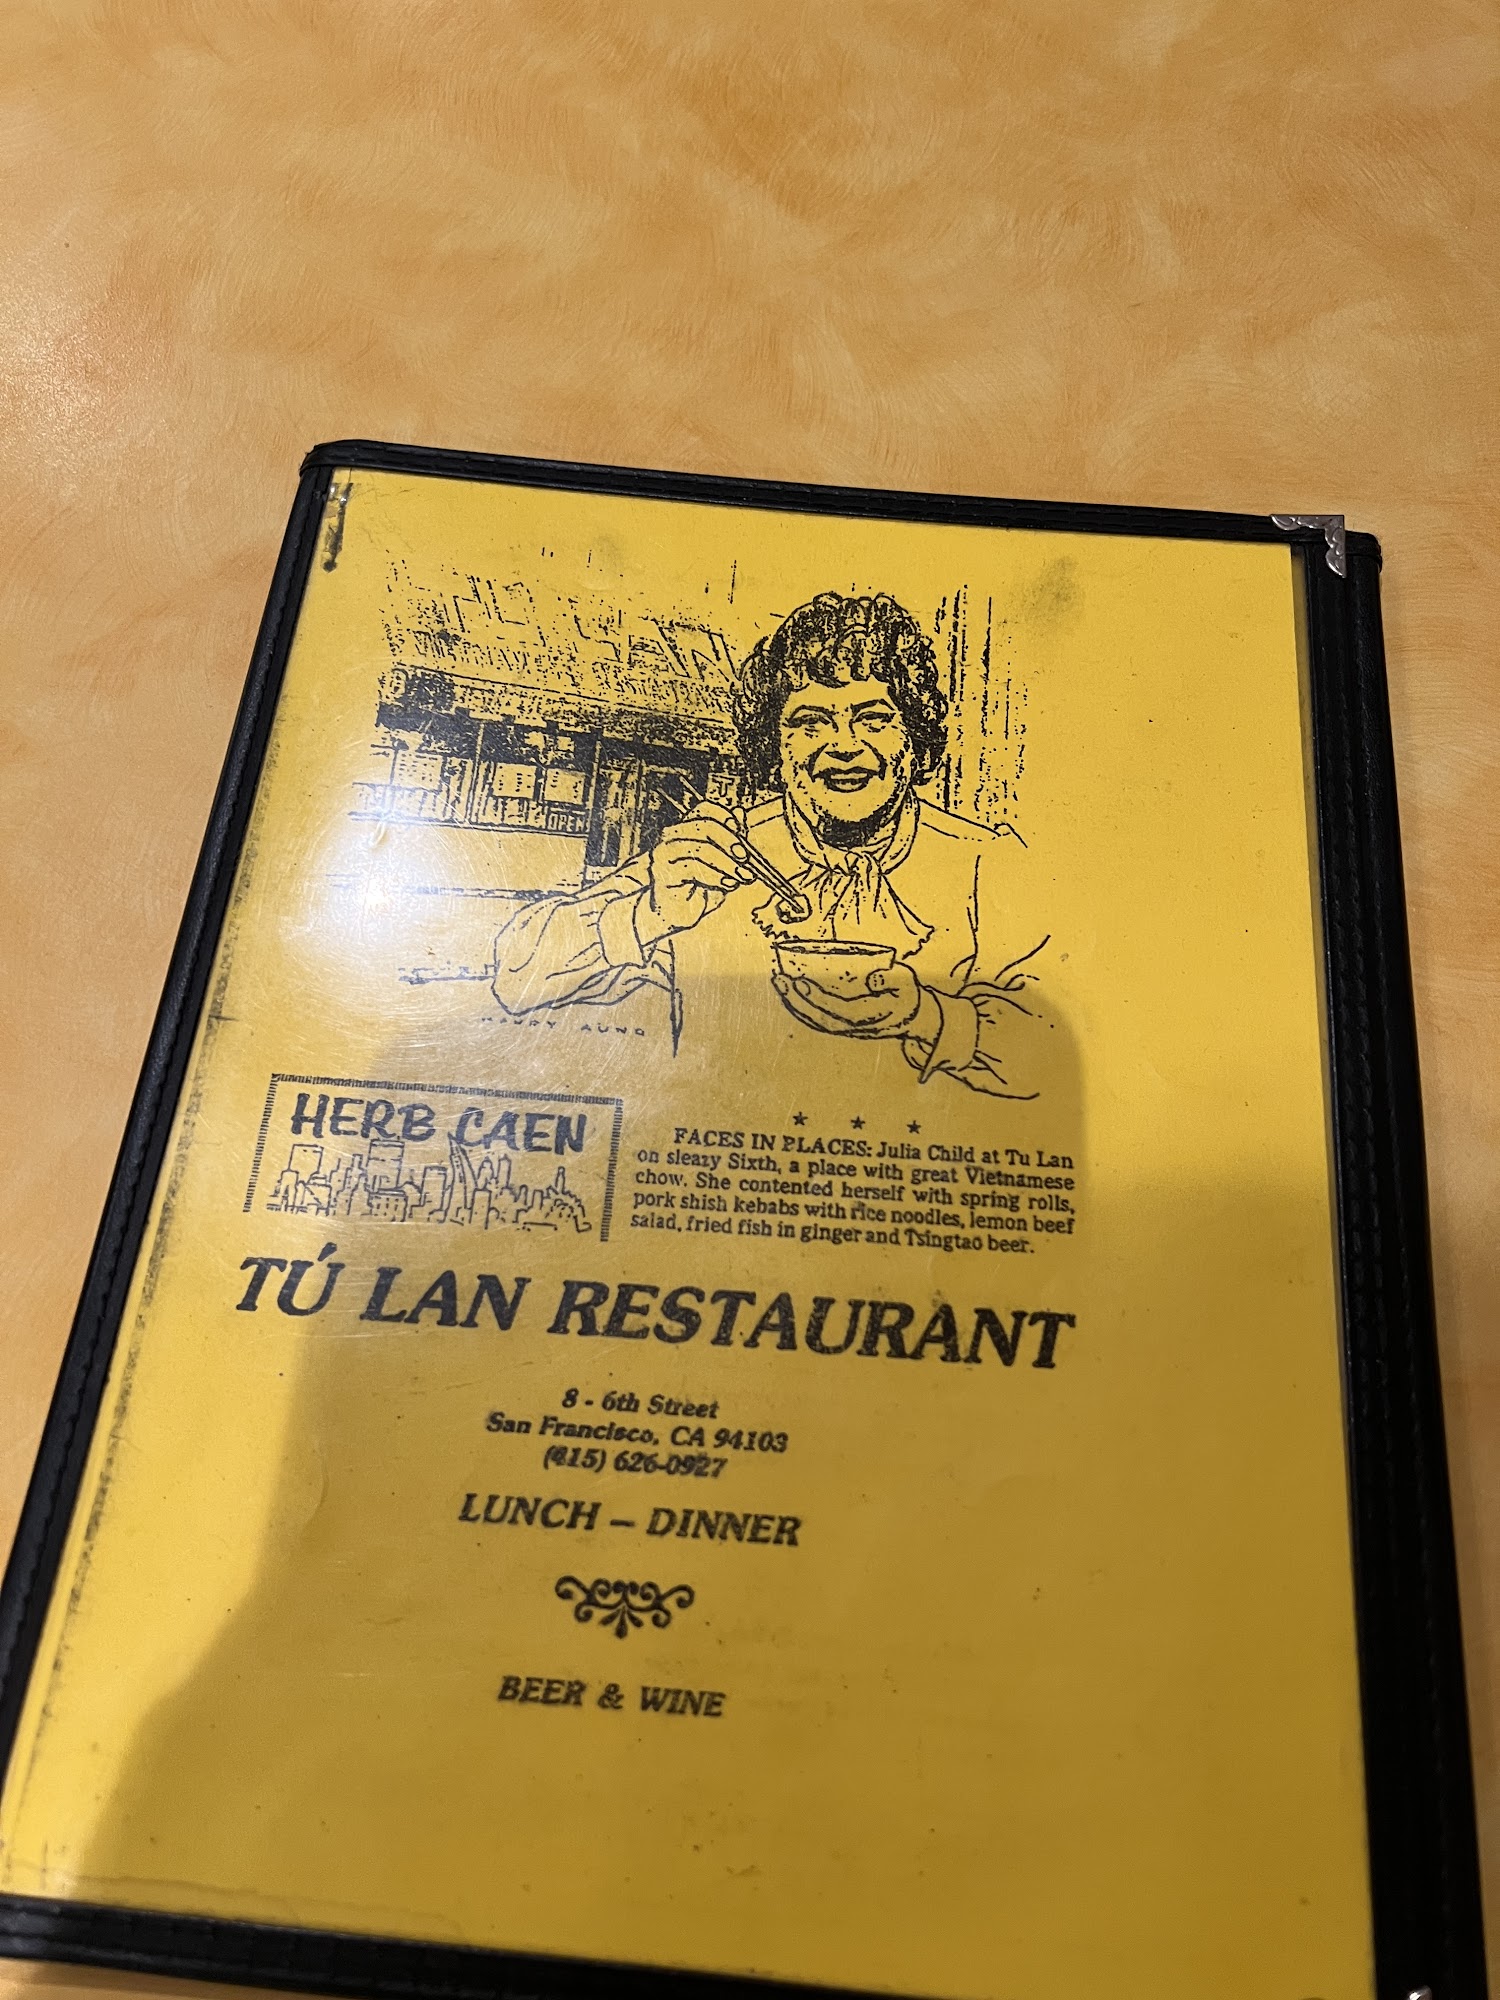 OPEN
HERB CAEN
★ ★ ★
FACES IN PLACES: Julia Child at Tu Lan
on sleazy Sixth, a place with great Vietnamese
chow. She contented herself with spring rolls,
pork shish kebabs with rice noodles, lemon beef
salad, fried fish in ginger and Tsingtao beer.
TÚ LAN RESTAURANT
8 - 6th Street
San Francisco, CA 94103
(415) 626-0927
LUNCH – DINNER
BEER & WINE